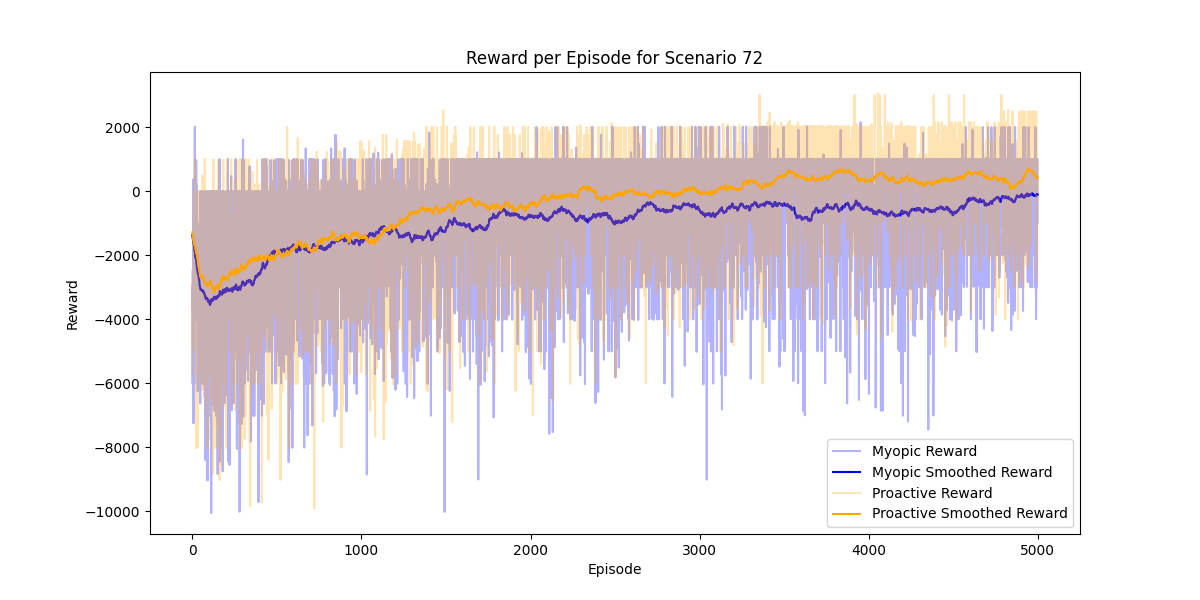 Reward per Episode for Scenario 72
Reward
2000
0
−2000
−4000
−6000
−8000
−10000
0 1000 2000 3000 4000 5000
Episode
Myopic Reward
Myopic Smoothed Reward
Proactive Reward
Proactive Smoothed Reward